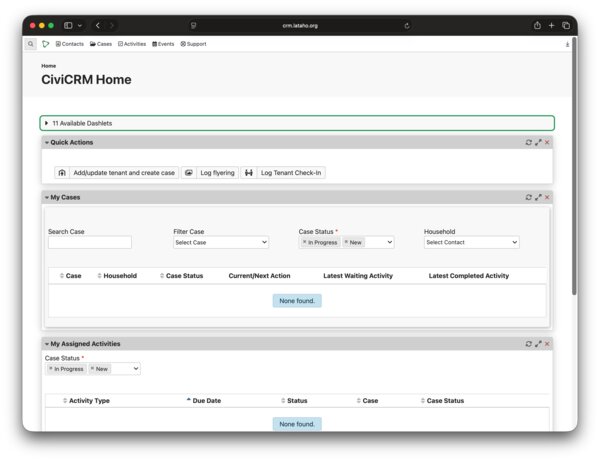 crm.lataho.org
Contacts Cases Activities Events Support
Home
CiviCRM Home
11 Available Dashlets
Quick Actions
Add/update tenant and create case Log flyering Log Tenant Check-In
My Cases
Search Case Filter Case Case Status * Household
Select Case × In Progress × New Select Contact
Case Household Case Status Current/Next Action Latest Waiting Activity Latest Completed Activity
None found.
My Assigned Activities
Case Status *
× In Progress × New
Activity Type Due Date Status Case Case Status
None found.